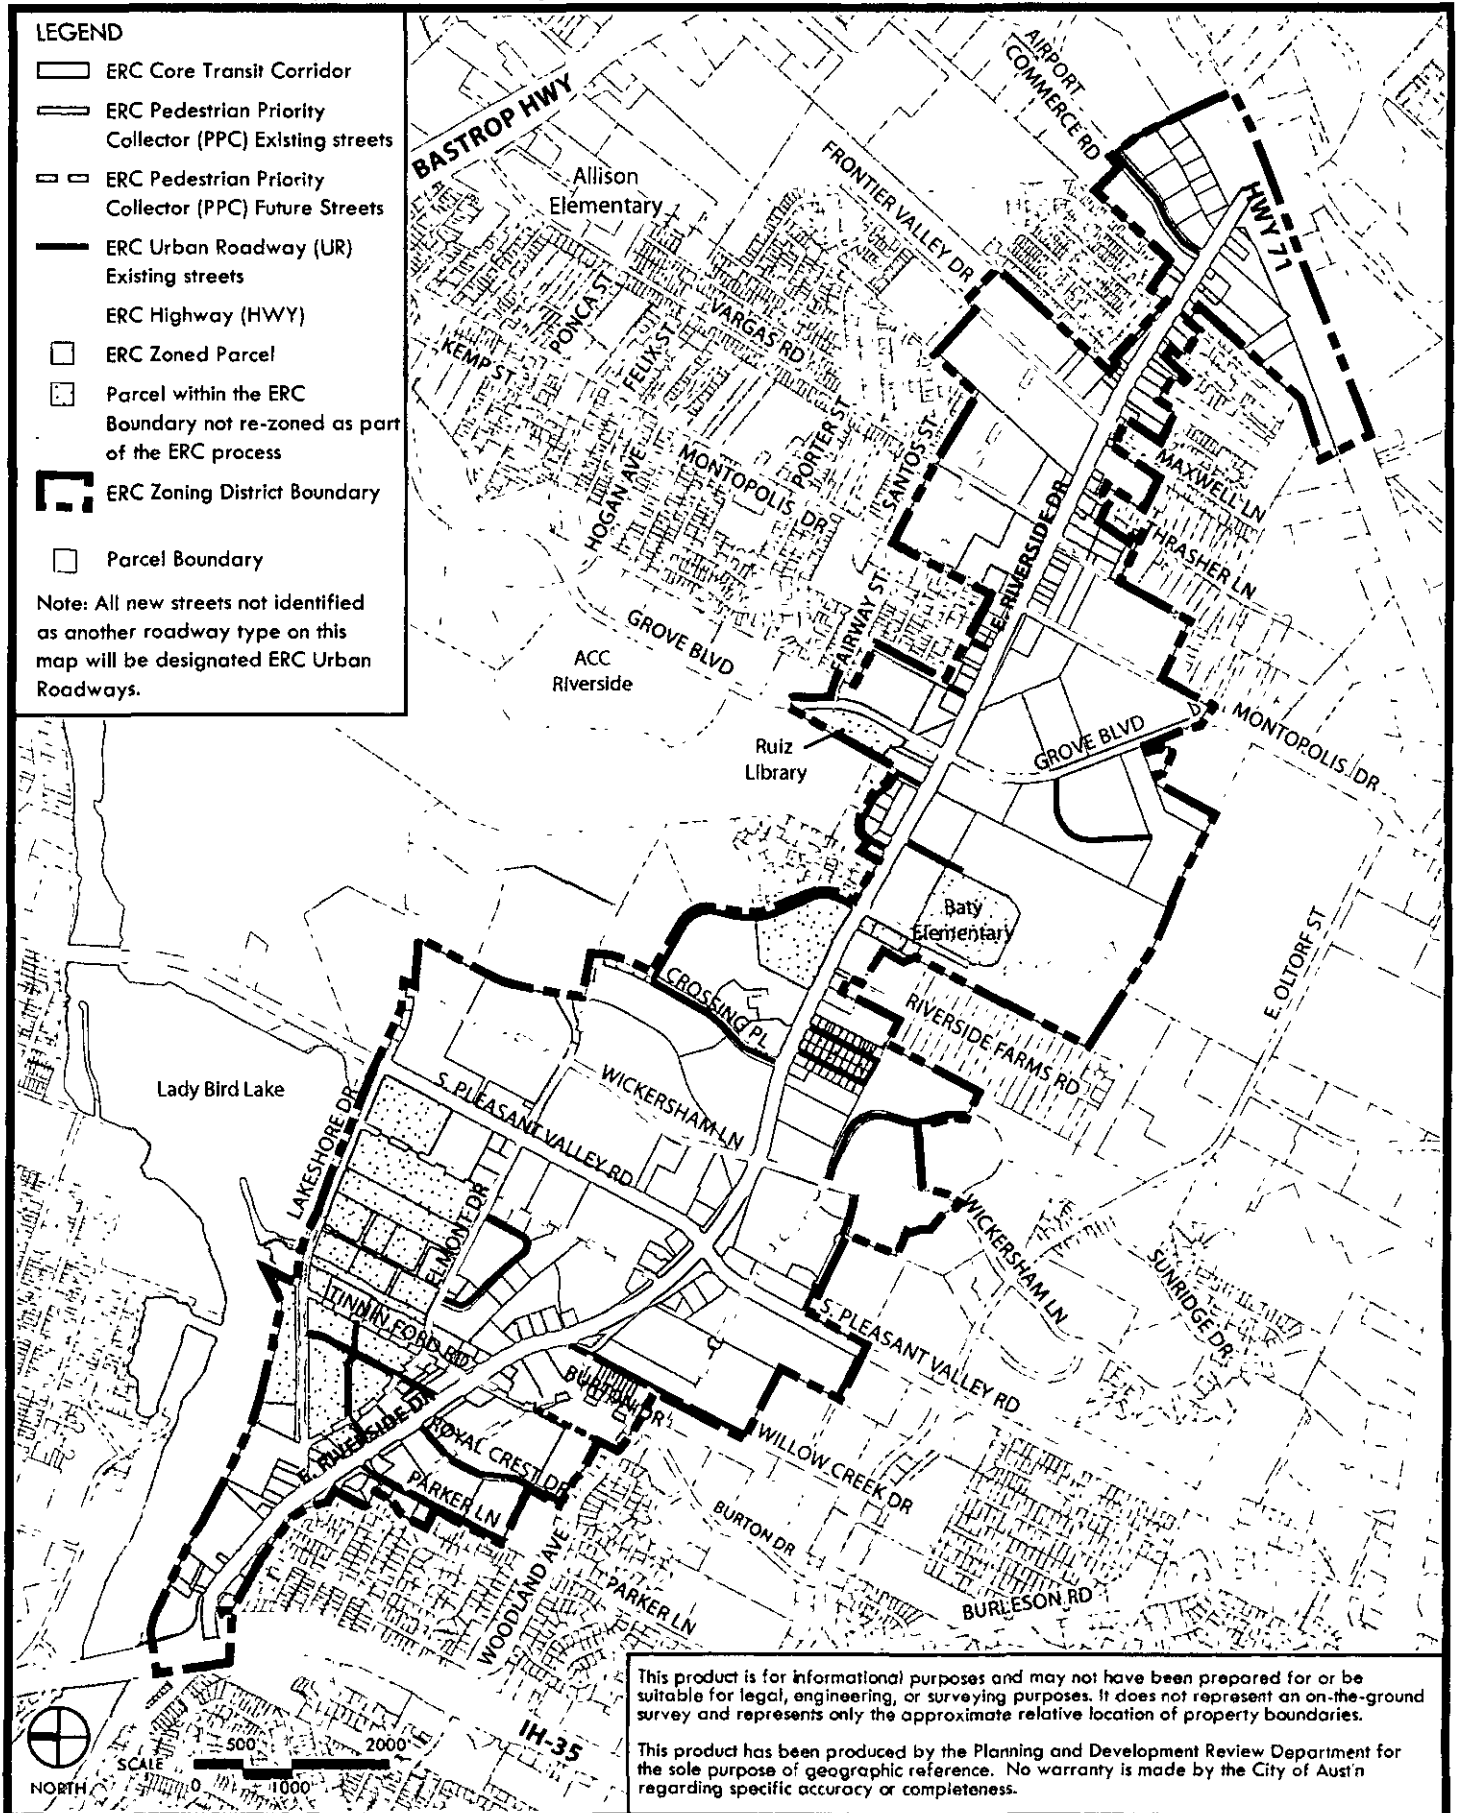 LEGEND
ERC Core Transit Corridor
ERC Pedestrian Priority
Collector (PPC) Existing streets
ERC Pedestrian Priority
Collector (PPC) Future Streets
ERC Urban Roadway (UR)
Existing streets
ERC Highway (HWY)
ERC Zoned Parcel
Parcel within the ERC
Boundary not re-zoned as part
of the ERC process
ERC Zoning District Boundary
Parcel Boundary
Note: All new streets not identified
as another roadway type on this
map will be designated ERC Urban
Roadways.
BASTROP HWY
AIRPORT
COMMERCE RD
Allison
Elementary
FRONTIER VALLEY DR
HWY 71
PONCA ST
VARGAS RD
KEMP ST
FELIX ST
PORTER ST
SANTOS ST
HOGAN AVE
MONTOPOLIS DR
MAXWELL LN
THRASHER LN
E. RIVERSIDE DR
FAIRWAY ST
GROVE BLVD
ACC
Riverside
Ruiz
Library
GROVE BLVD
MONTOPOLIS DR
Baty
Elementary
E. OLTORF ST
CROSSING PL
RIVERSIDE FARMS RD
Lady Bird Lake
LAKESHORE DR
S. PLEASANT VALLEY RD
WICKERSHAM LN
ELMONT DR
WICKERSHAM LN
SUNRIDGE DR
TINNIN FORD RD
S. PLEASANT VALLEY RD
BURTON DR
E. RIVERSIDE DR
ROYAL CREST DR
PARKER LN
WILLOW CREEK DR
BURTON DR
WOODLAND AVE
PARKER LN
BURLESON RD
IH-35
NORTH
SCALE
500
2000
0
1000
This product is for informational purposes and may not have been prepared for or be
suitable for legal, engineering, or surveying purposes. It does not represent an on-the-ground
survey and represents only the approximate relative location of property boundaries.
This product has been produced by the Planning and Development Review Department for
the sole purpose of geographic reference. No warranty is made by the City of Aust'n
regarding specific accuracy or completeness.